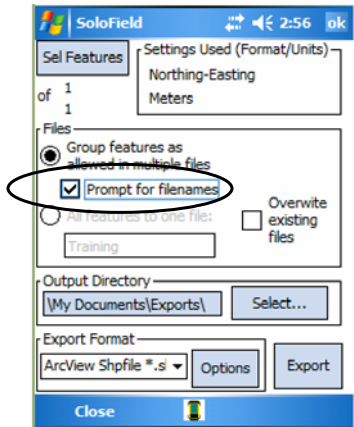 SoloField 2:56 ok
Sel Features
Settings Used (Format/Units)
Northing-Easting
Meters
of 1
1
Files
Group features as
allowed in multiple files
Prompt for filenames
All features to one file:
Overwite
existing
files
Training
Output Directory
\My Documents\Exports\ Select...
Export Format
ArcView Shpfile *.sl Options Export
Close